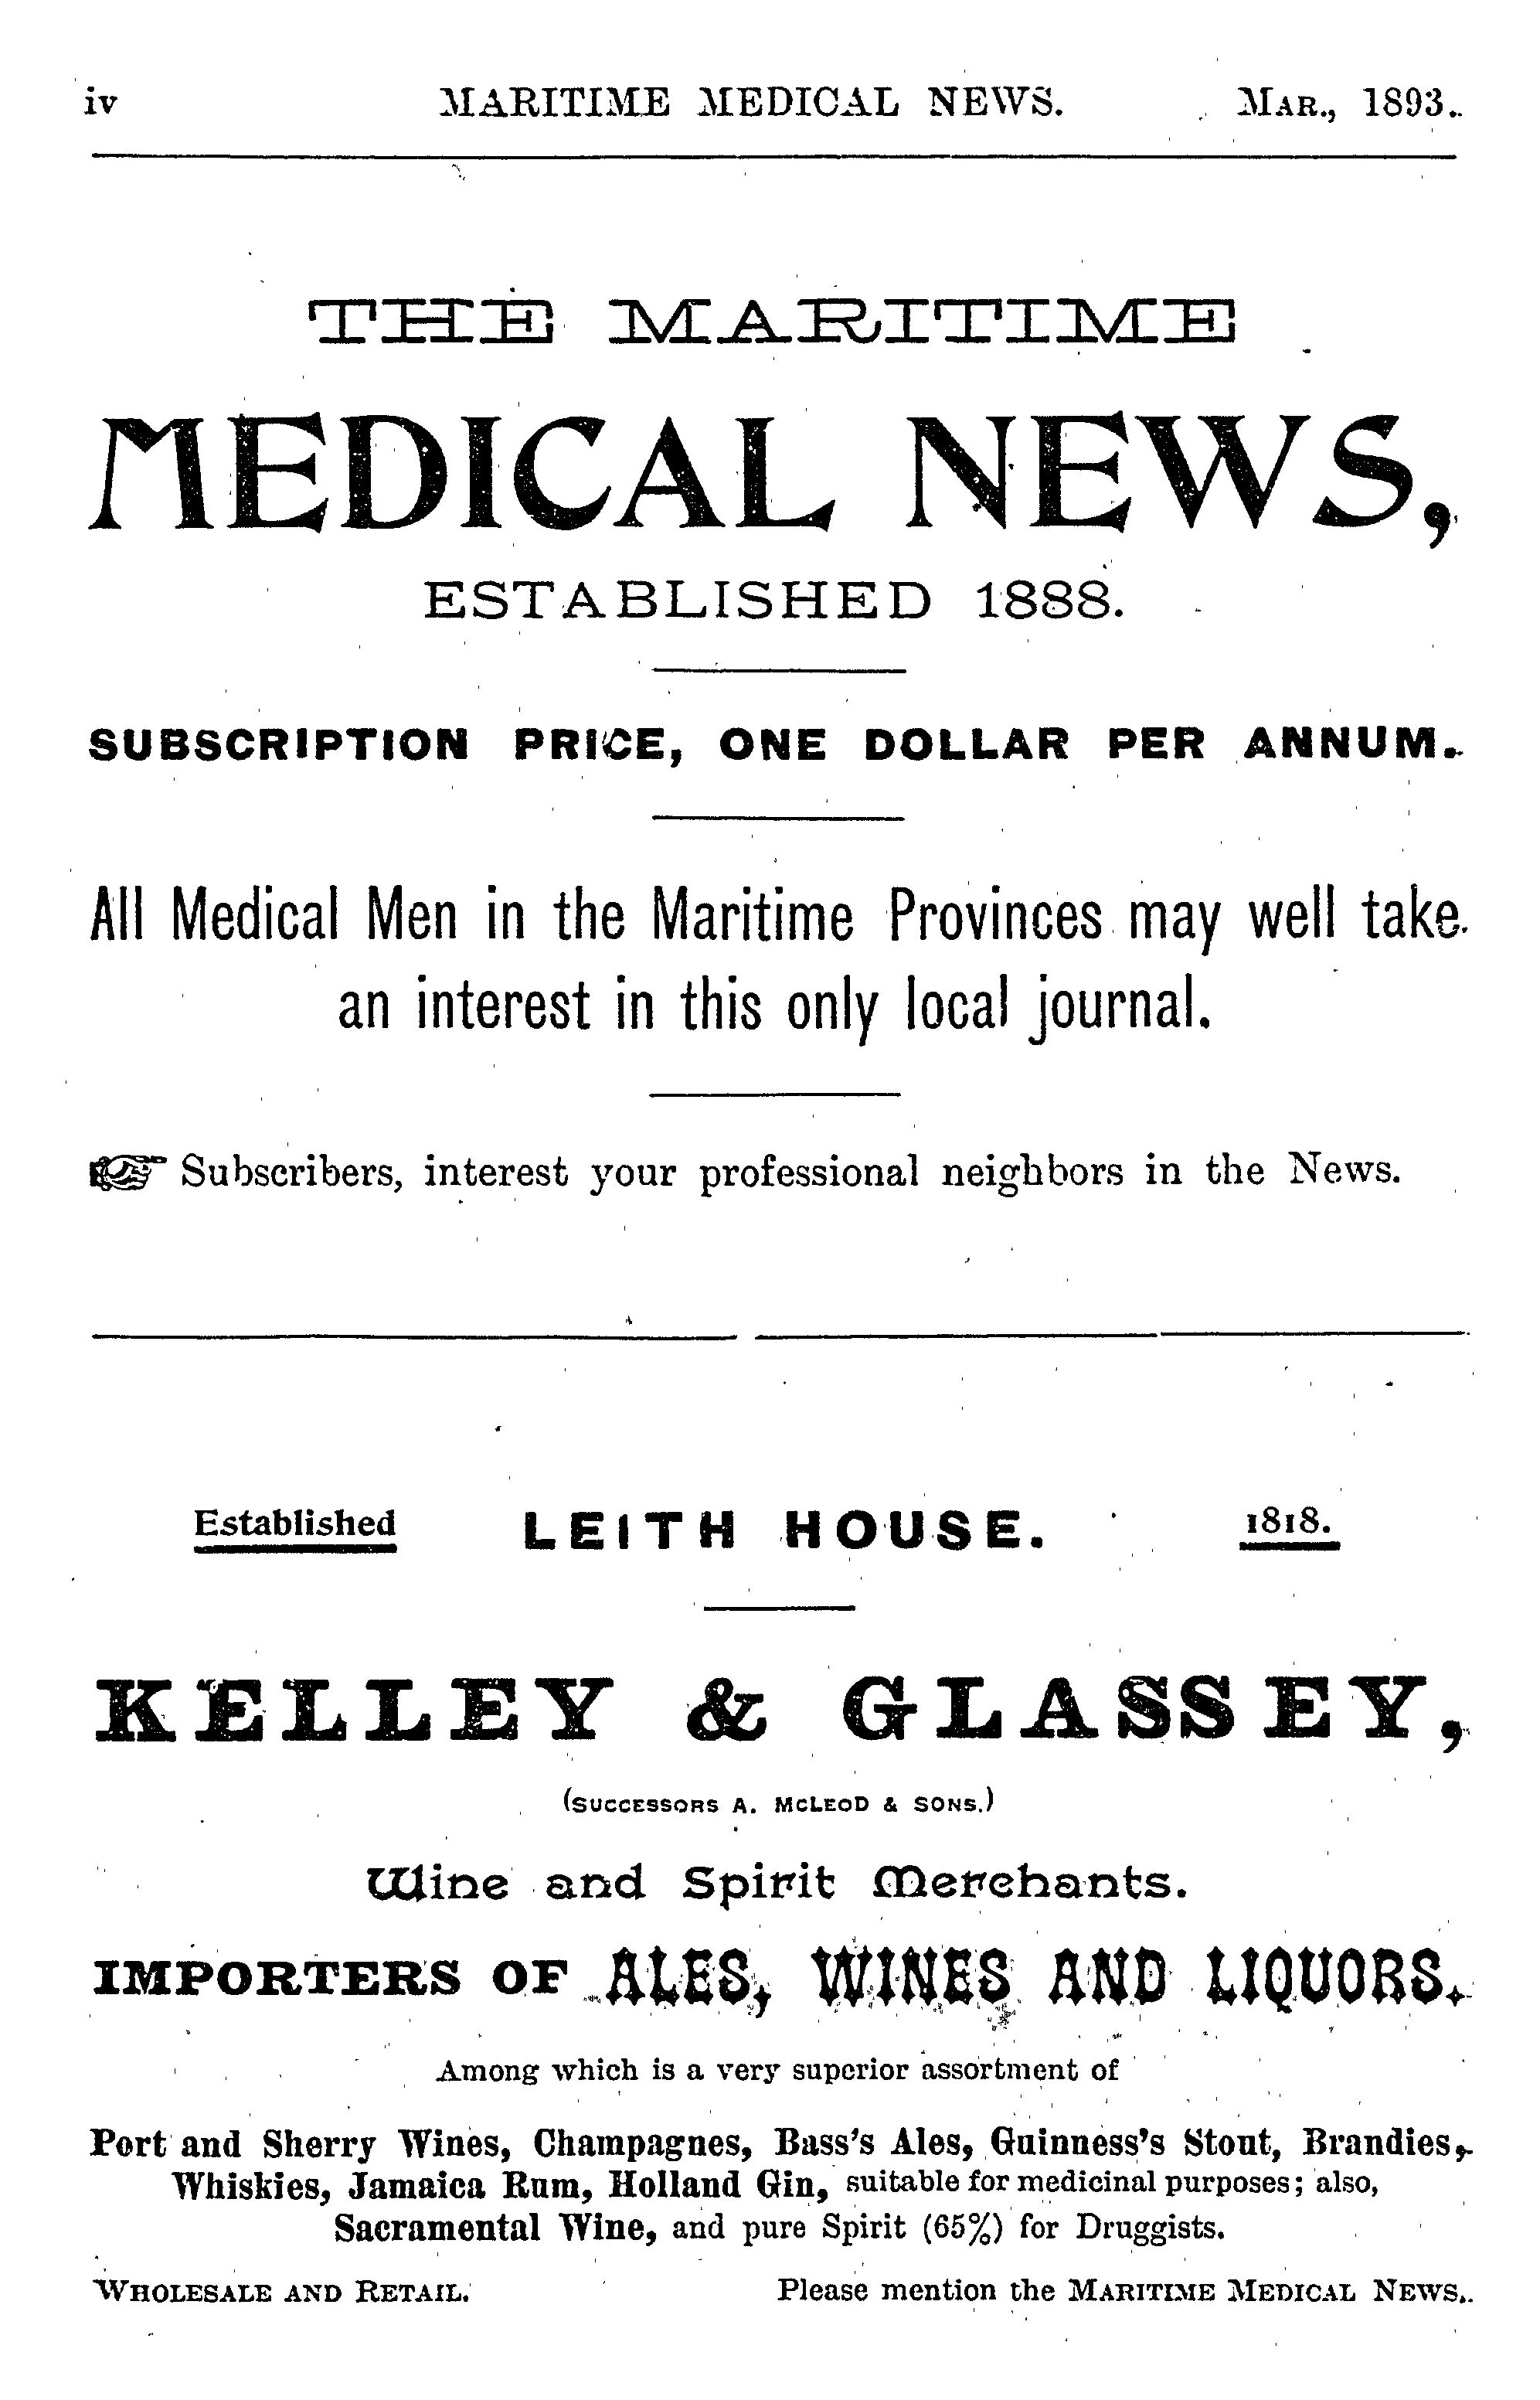 iv MARITIME MEDICAL NEWS. MAR., 1893.
THE MARITIME
MEDICAL NEWS,
ESTABLISHED 1888.
SUBSCRIPTION PRICE, ONE DOLLAR PER ANNUM.
All Medical Men in the Maritime Provinces may well take
an interest in this only local journal.
☞ Subscribers, interest your professional neighbors in the News.
Established LEITH HOUSE. 1818.
KELLEY & GLASSEY,
(SUCCESSORS A. MCLEOD & SONS.)
Wine and Spirit Merchants.
IMPORTERS OF ALES, WINES AND LIQUORS.
Among which is a very superior assortment of
Port and Sherry Wines, Champagnes, Bass's Ales, Guinness's Stout, Brandies,
Whiskies, Jamaica Rum, Holland Gin, suitable for medicinal purposes; also,
Sacramental Wine, and pure Spirit (65%) for Druggists.
WHOLESALE AND RETAIL. Please mention the MARITIME MEDICAL NEWS.